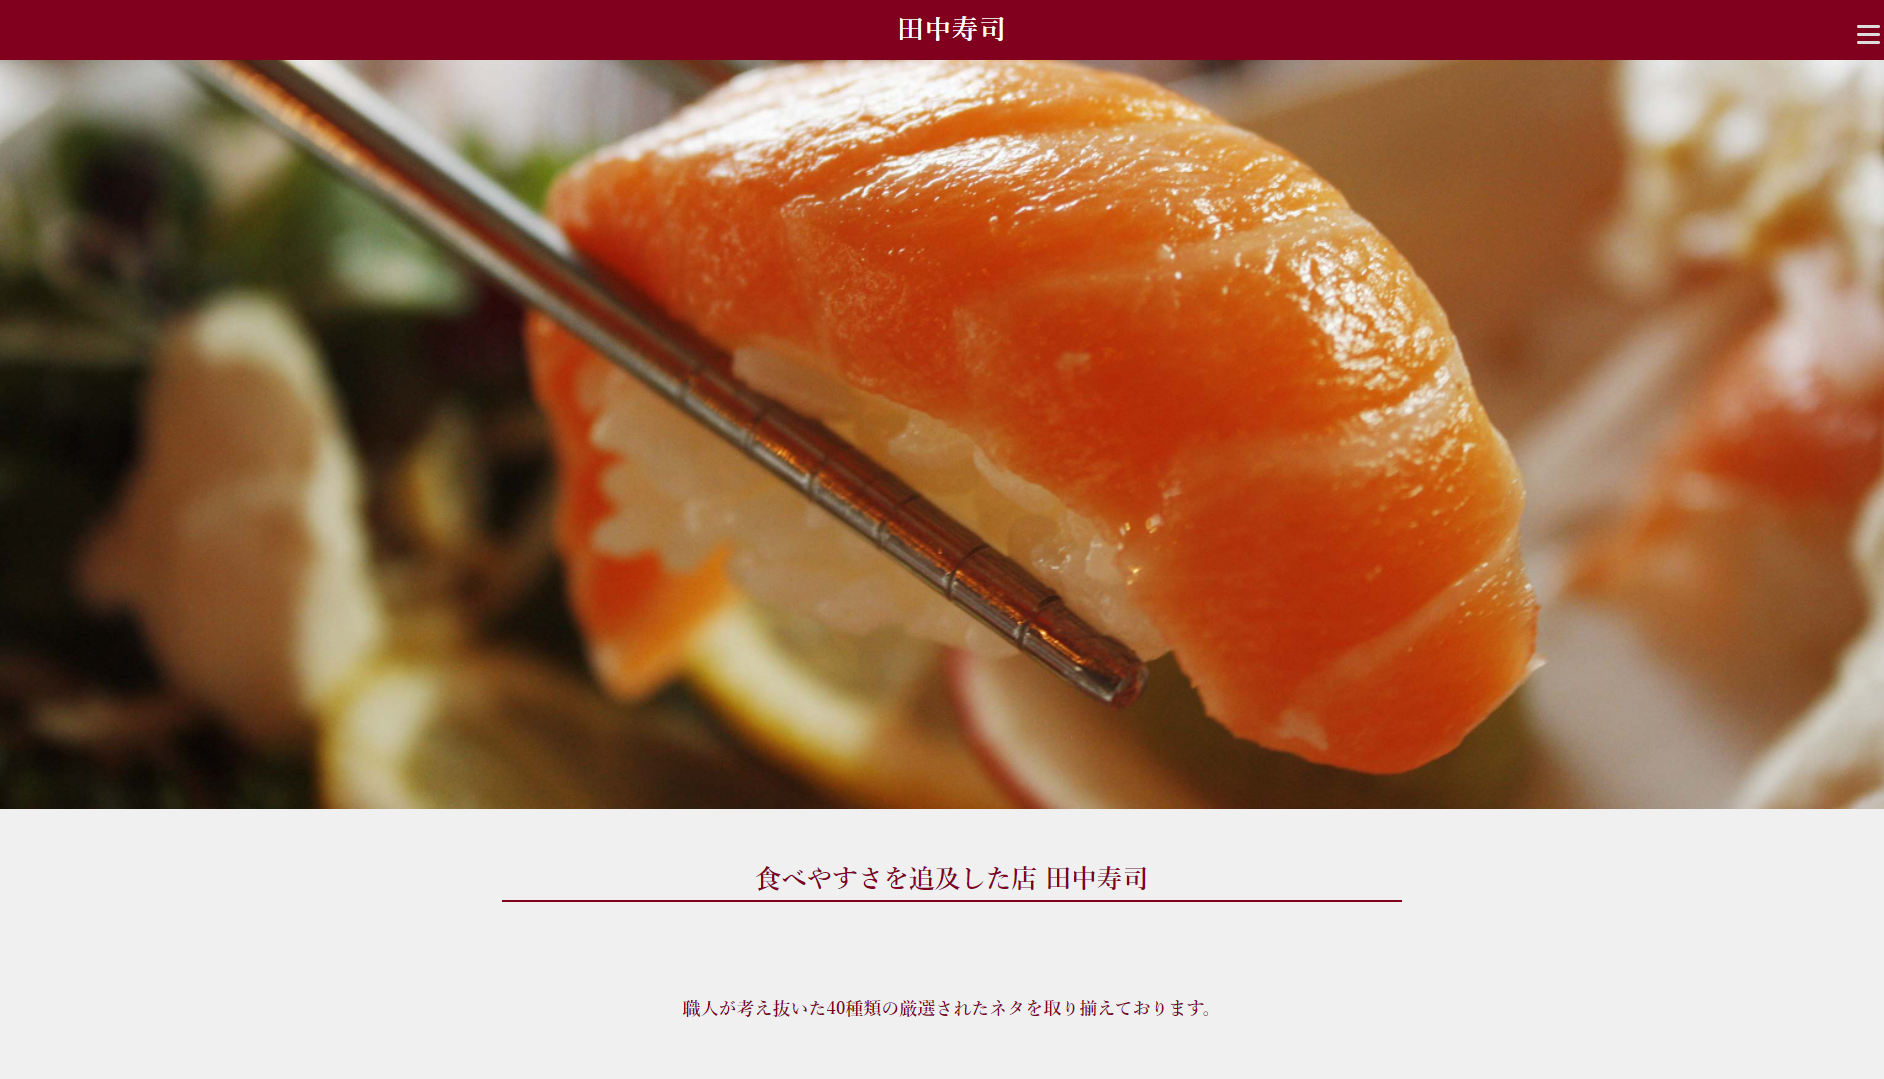 田中寿司
食べやすさを追及した店 田中寿司
職人が考え抜いた40種類の厳選されたネタを取り揃えております。